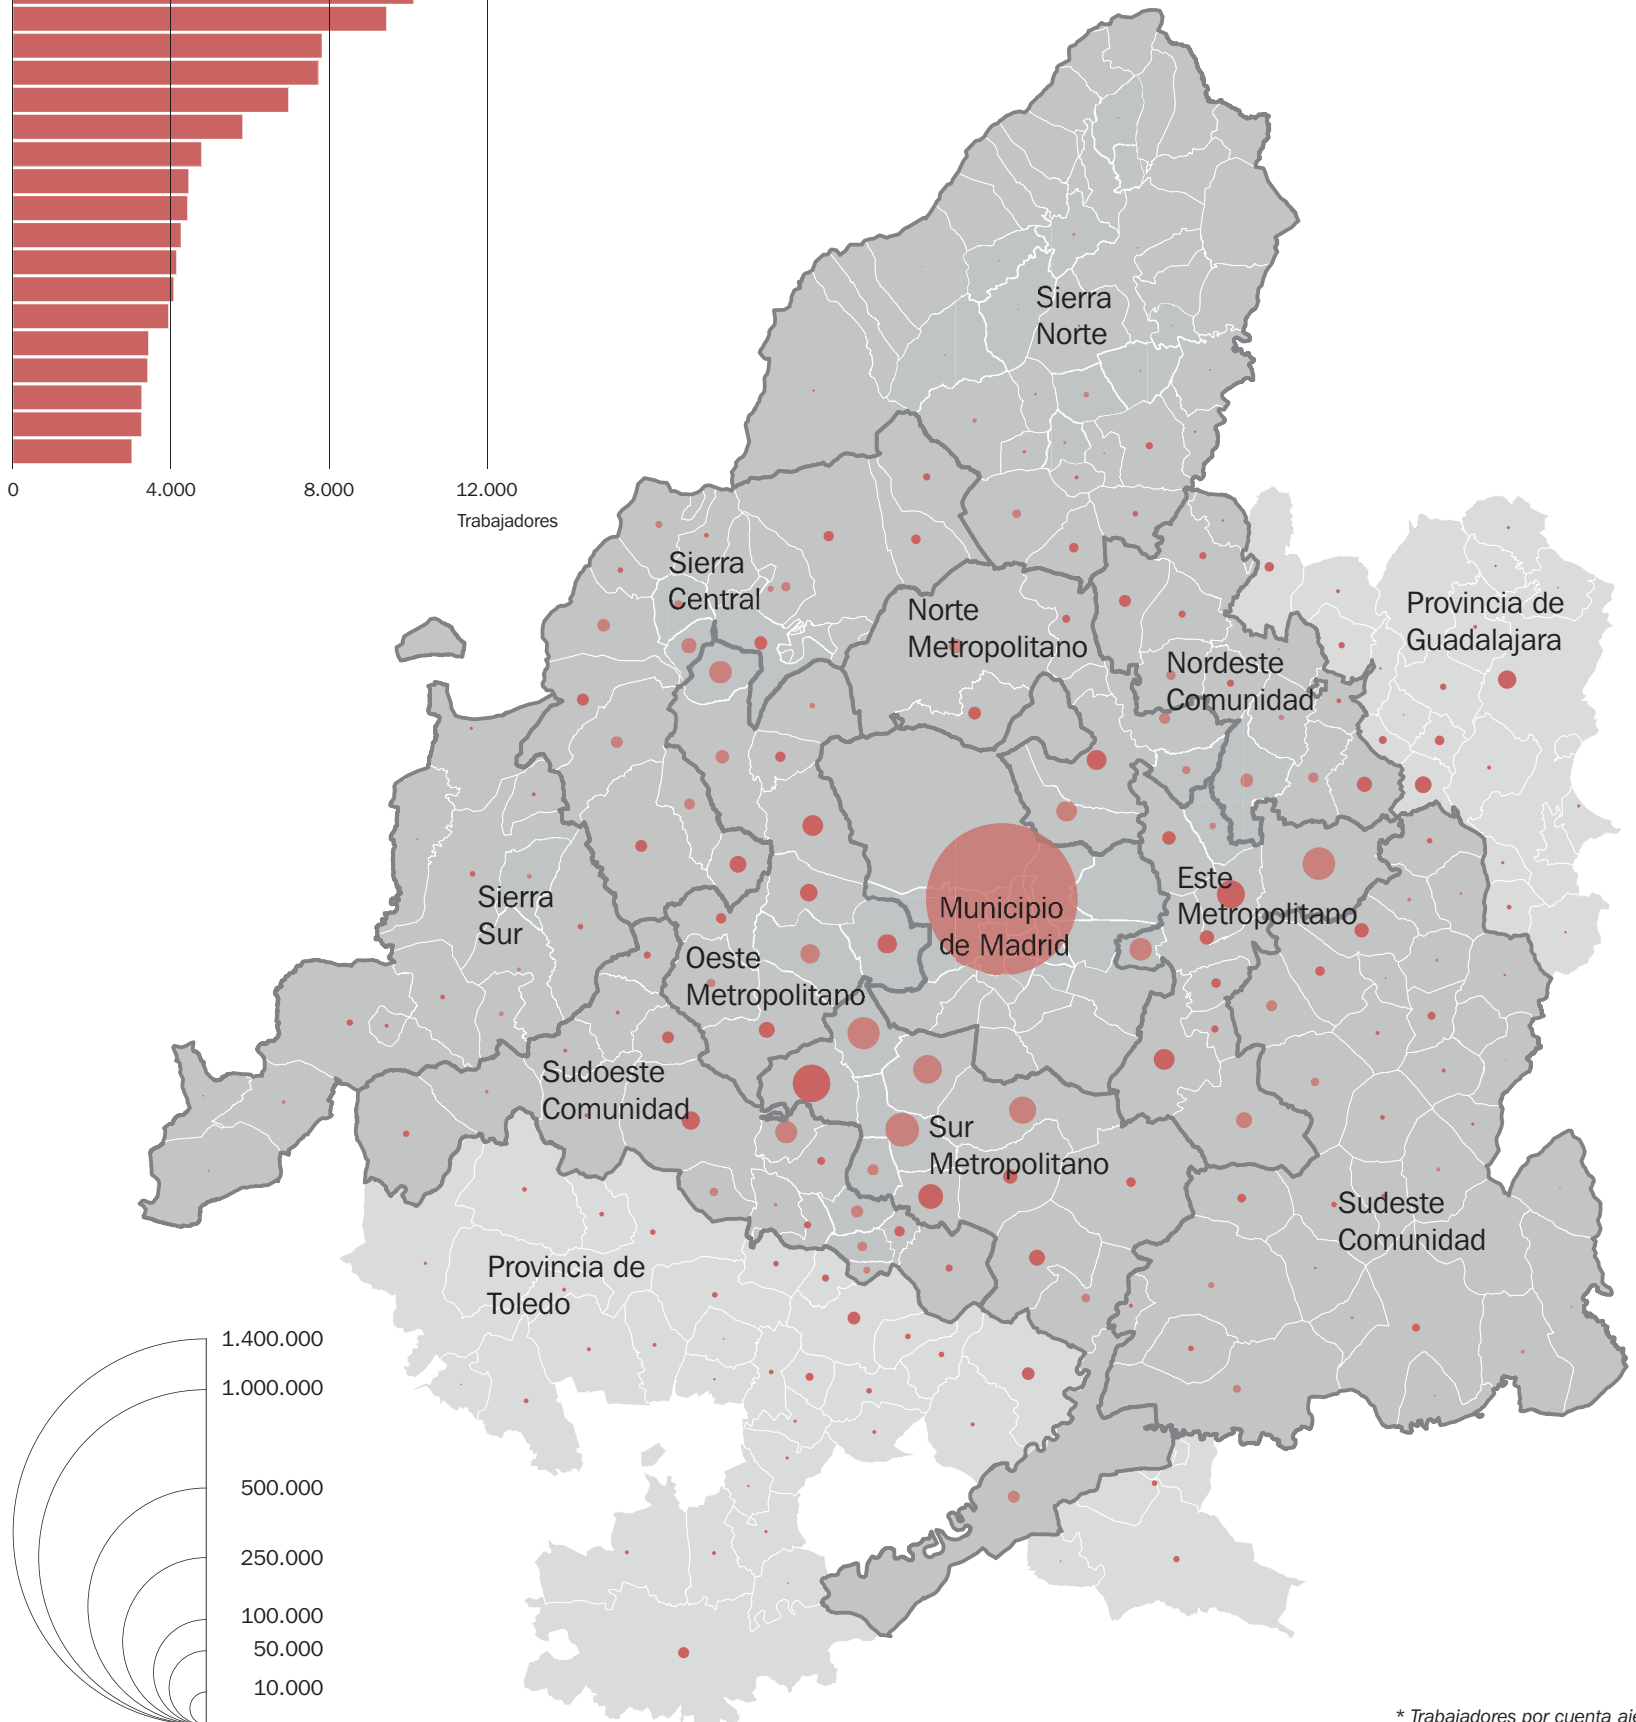 0
4.000
8.000
12.000
Trabajadores
Sierra
Norte
Sierra
Central
Norte
Metropolitano
Nordeste
Comunidad
Provincia de
Guadalajara
Sierra
Sur
Oeste
Metropolitano
Municipio
de Madrid
Este
Metropolitano
Sudoeste
Comunidad
Sur
Metropolitano
Sudeste
Comunidad
Provincia de
Toledo
1.400.000
1.000.000
500.000
250.000
100.000
50.000
10.000
* Trabajadores por cuenta